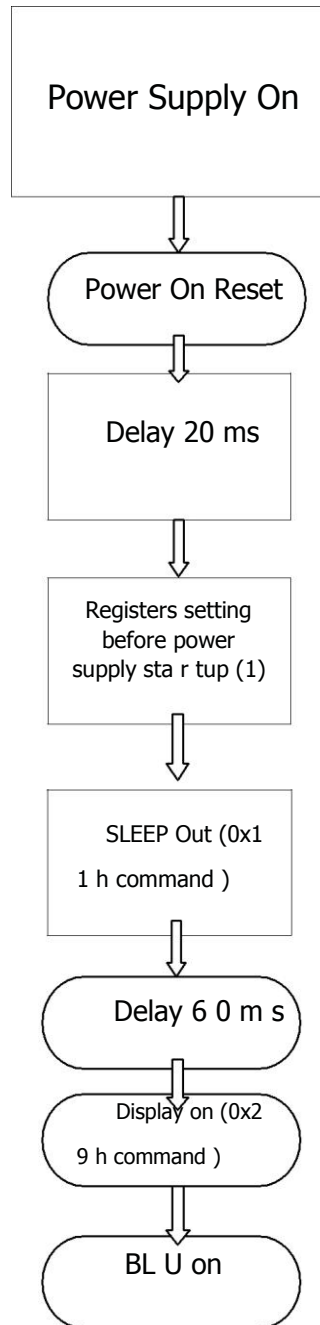 Power Supply On
Power On Reset
Delay 20 ms
Registers setting
before power
supply sta r tup (1)
SLEEP Out (0x1
1 h command )
Delay 6 0 m s
Display on (0x2
9 h command )
BL U on